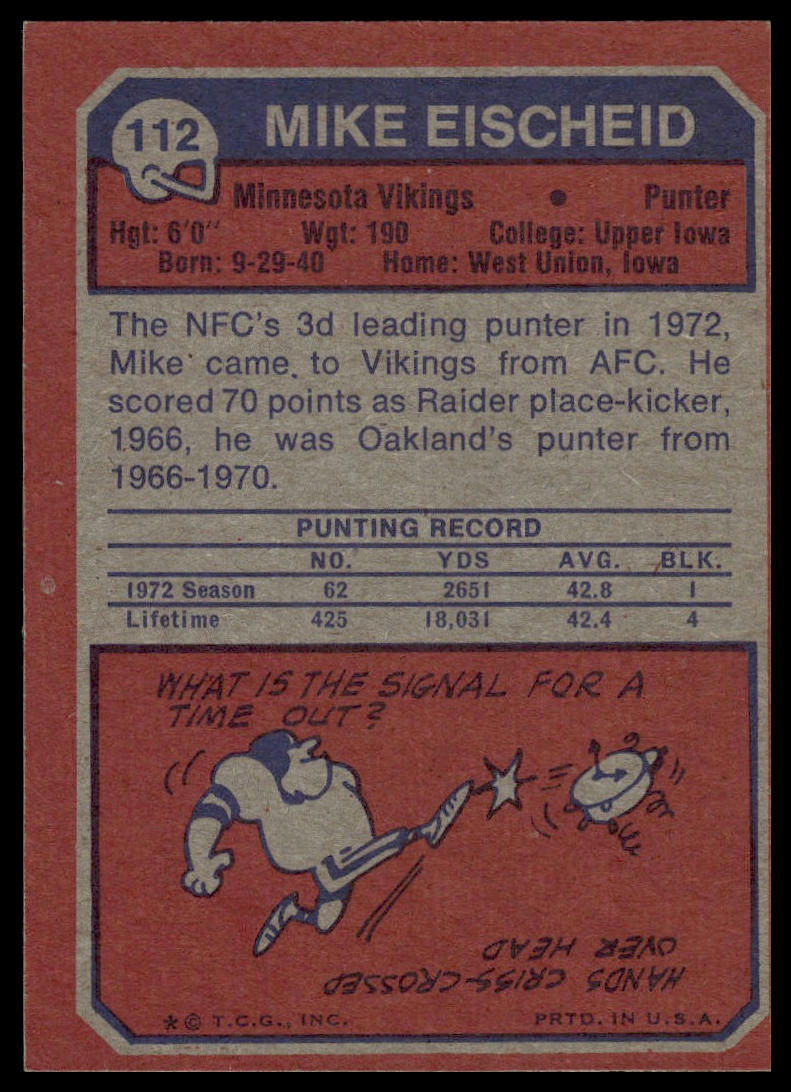 112
MIKE EISCHEID
Minnesota Vikings • Punter
Hgt: 6'0" Wgt: 190 College: Upper Iowa
Born: 9-29-40 Home: West Union, Iowa
The NFC's 3d leading punter in 1972,
Mike came to Vikings from AFC. He
scored 70 points as Raider place-kicker,
1966, he was Oakland's punter from
1966-1970.
PUNTING RECORD
NO. YDS AVG. BLK.
1972 Season 62 2651 42.8 1
Lifetime 425 18,031 42.4 4
WHAT IS THE SIGNAL FOR A
TIME OUT?
HANDS CRISS-CROSSED
OVER HEAD
* © T.C.G., INC. PRTD. IN U.S.A.